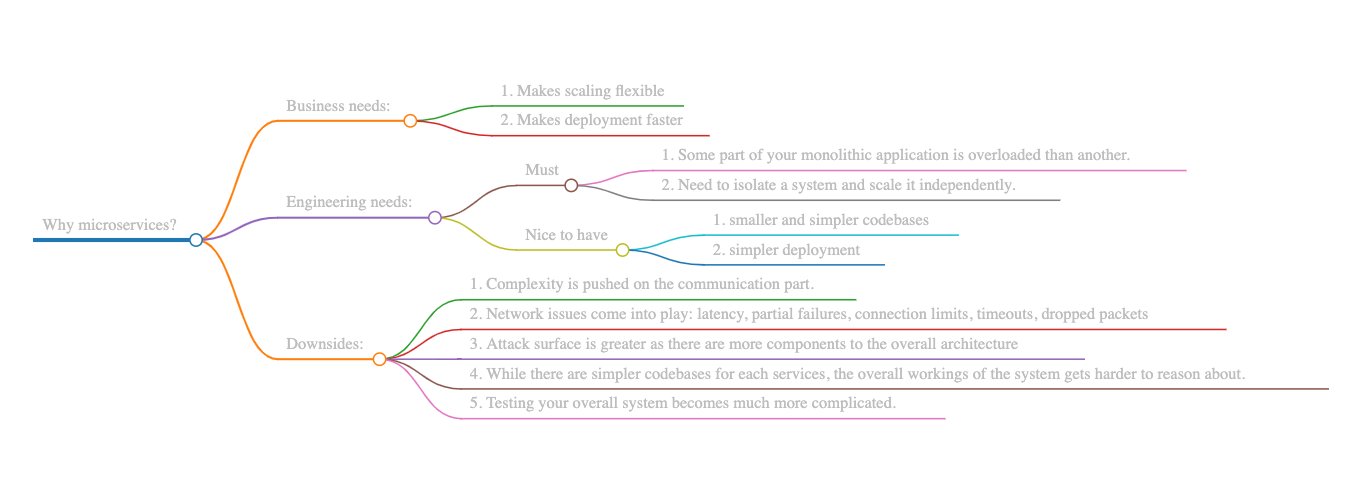 Why microservices?
Business needs:
1. Makes scaling flexible
2. Makes deployment faster
Engineering needs:
Must
1. Some part of your monolithic application is overloaded than another.
2. Need to isolate a system and scale it independently.
Nice to have
1. smaller and simpler codebases
2. simpler deployment
Downsides:
1. Complexity is pushed on the communication part.
2. Network issues come into play: latency, partial failures, connection limits, timeouts, dropped packets
3. Attack surface is greater as there are more components to the overall architecture
4. While there are simpler codebases for each services, the overall workings of the system gets harder to reason about.
5. Testing your overall system becomes much more complicated.